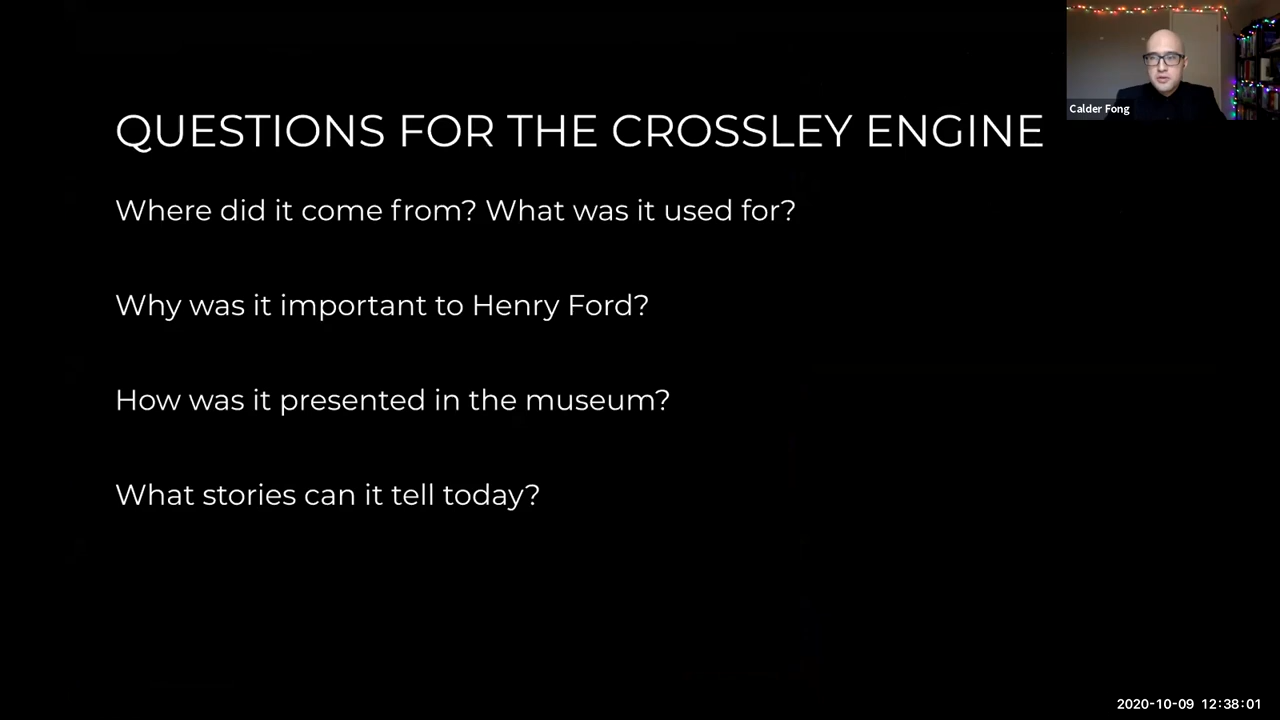 QUESTIONS FOR THE CROSSLEY ENGINE
Where did it come from? What was it used for?
Why was it important to Henry Ford?
How was it presented in the museum?
What stories can it tell today?
Calder Fong
2020-10-09 12:38:01